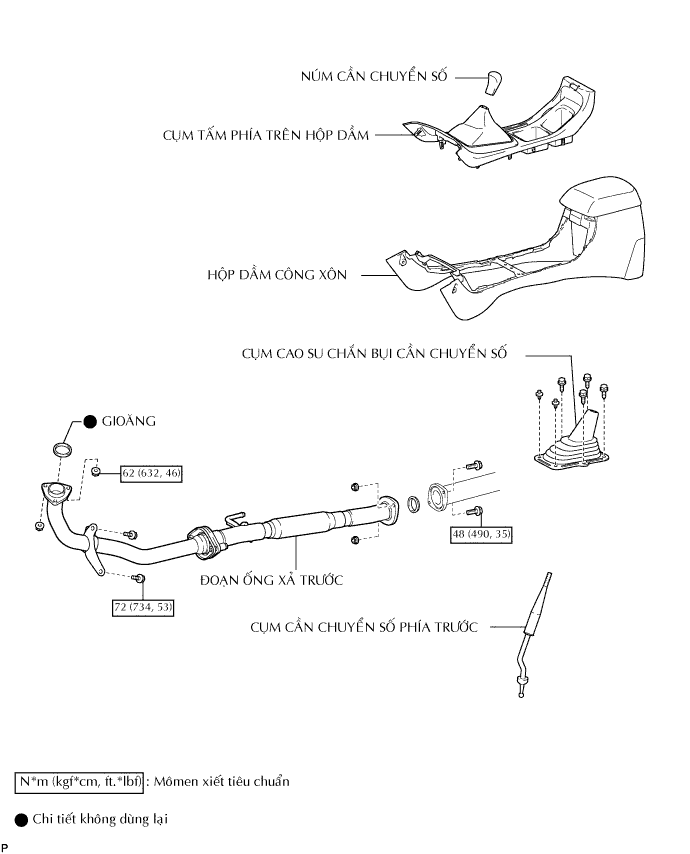 NÚM CẦN CHUYỂN SỐ
CỤM TẤM PHÍA TRÊN HỘP DẦM
HỘP DẦM CÔNG XÔN
CỤM CAO SU CHẮN BỤI CẦN CHUYỂN SỐ
GIOĂNG
62 (632, 46)
48 (490, 35)
ĐOẠN ỐNG XẢ TRƯỚC
72 (734, 53)
CỤM CẦN CHUYỂN SỐ PHÍA TRƯỚC
N*m (kgf*cm, ft.*lbf) : Mômen xiết tiêu chuẩn
Chi tiết không dùng lại
P